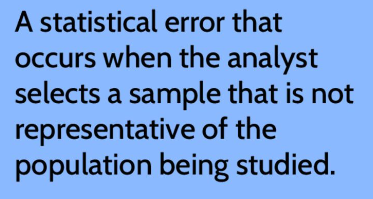 A statistical error that
occurs when the analyst
selects a sample that is not
representative of the
population being studied.